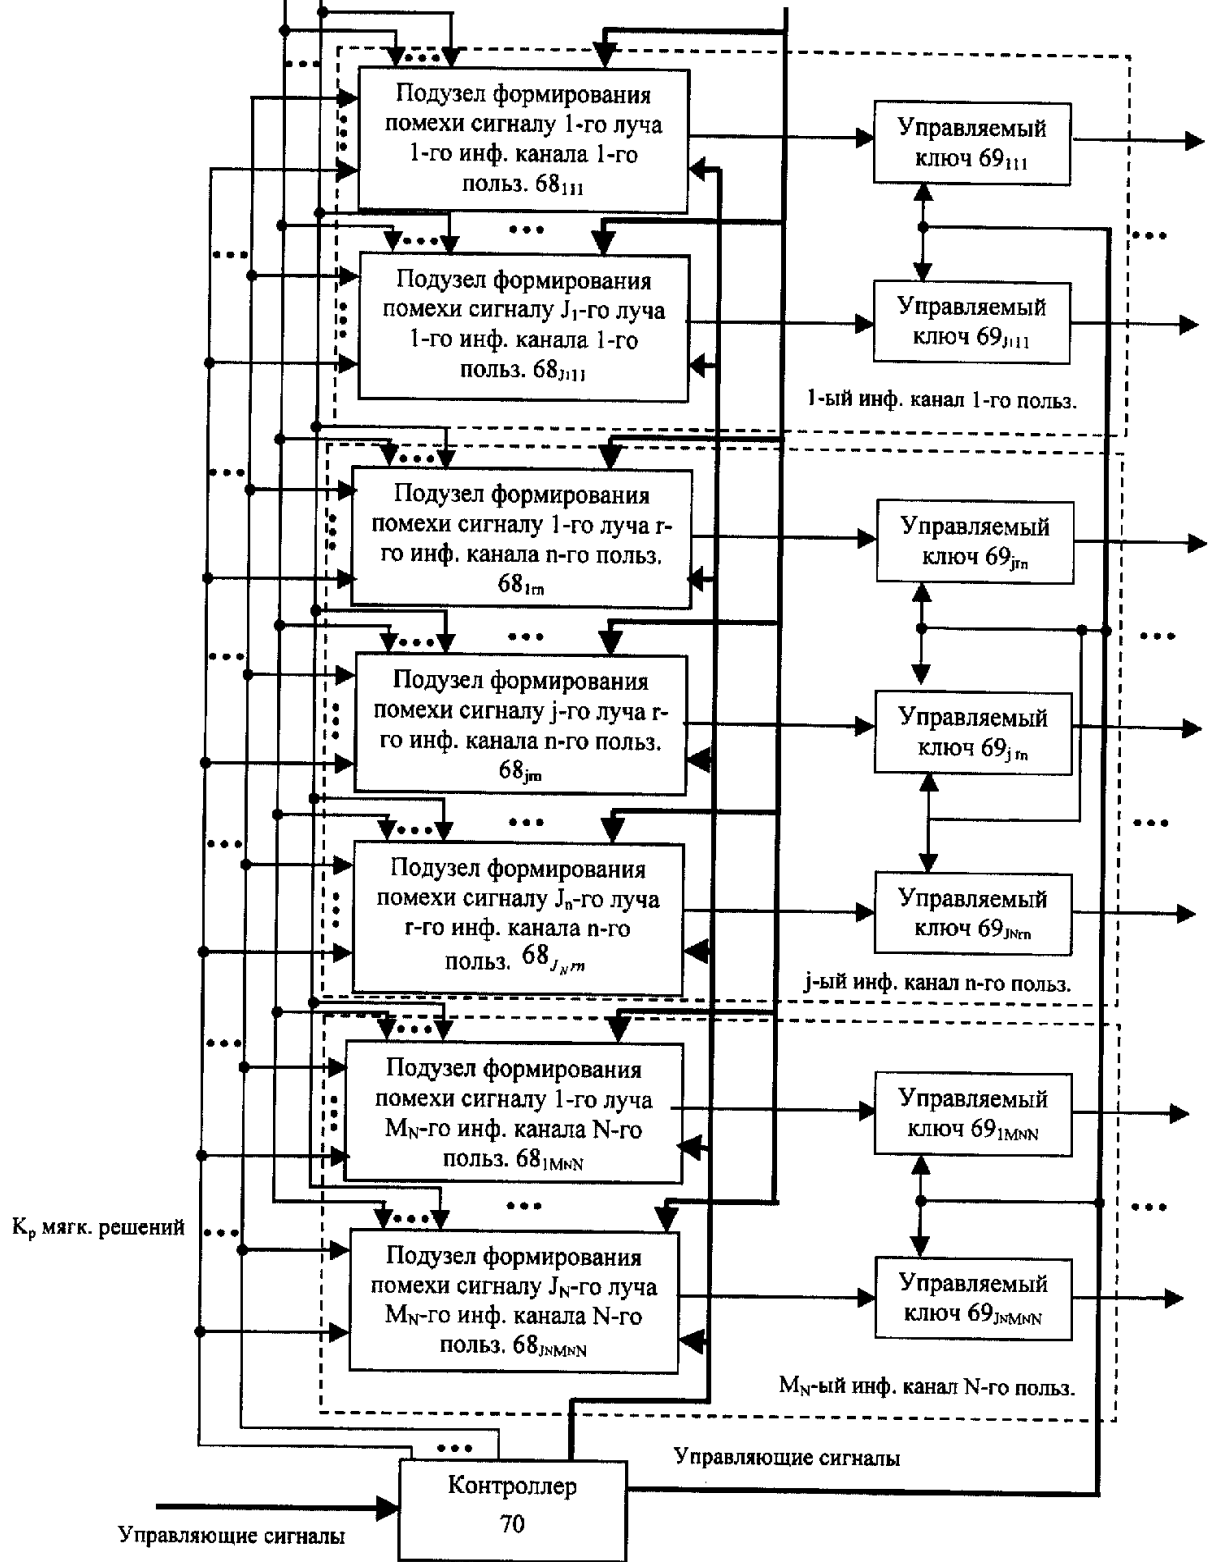 Подузел формирования
помехи сигналу 1-го луча
1-го инф. канала 1-го
польз. 68₁₁₁
Управляемый
ключ 69₁₁₁
Подузел формирования
помехи сигналу J₁-го луча
1-го инф. канала 1-го
польз. 68J₁11
Управляемый
ключ 69J₁11
1-ый инф. канал 1-го польз.
Подузел формирования
помехи сигналу 1-го луча r-
го инф. канала n-го польз.
68₁rn
Управляемый
ключ 69jrn
Подузел формирования
помехи сигналу j-го луча r-
го инф. канала n-го польз.
68jrn
Управляемый
ключ 69j rn
Подузел формирования
помехи сигналу Jn-го луча
r-го инф. канала n-го
польз. 68J_N rn
Управляемый
ключ 69JNrn
j-ый инф. канал n-го польз.
Подузел формирования
помехи сигналу 1-го луча
MN-го инф. канала N-го
польз. 68₁MNN
Управляемый
ключ 69₁MNN
Kр мягк. решений
Подузел формирования
помехи сигналу JN-го луча
MN-го инф. канала N-го
польз. 68JNMNN
Управляемый
ключ 69JNMNN
MN-ый инф. канал N-го польз.
Управляющие сигналы
Контроллер
70
Управляющие сигналы